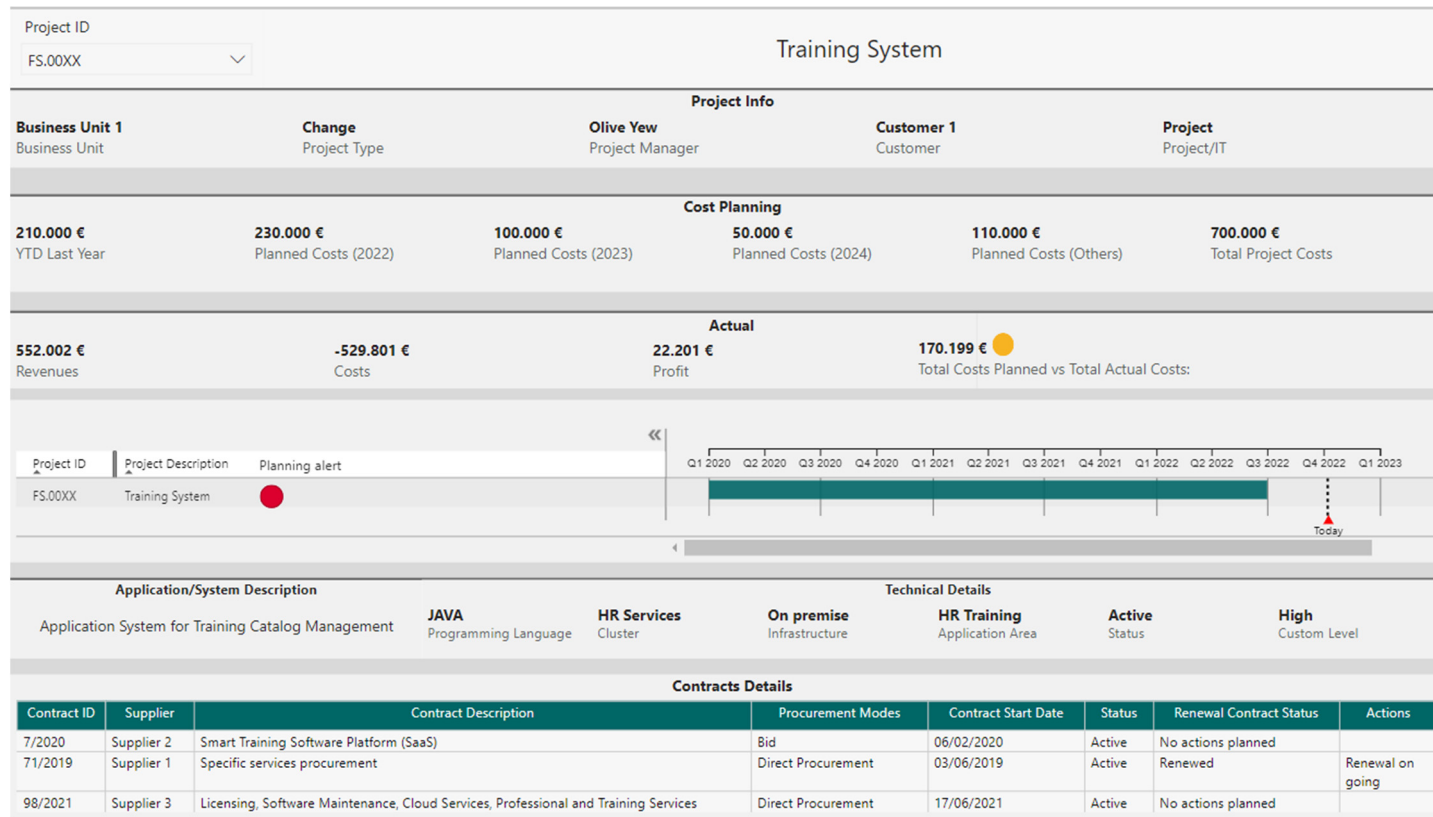 Project ID
FS.00XX
Training System
Project Info
Business Unit 1 Change Olive Yew Customer 1 Project
Business Unit Project Type Project Manager Customer Project/IT
Cost Planning
210.000 € 230.000 € 100.000 € 50.000 € 110.000 € 700.000 €
YTD Last Year Planned Costs (2022) Planned Costs (2023) Planned Costs (2024) Planned Costs (Others) Total Project Costs
Actual
552.002 € -529.801 € 22.201 € 170.199 €
Revenues Costs Profit Total Costs Planned vs Total Actual Costs:
Project ID Project Description Planning alert Q1 2020 Q2 2020 Q3 2020 Q4 2020 Q1 2021 Q2 2021 Q3 2021 Q4 2021 Q1 2022 Q2 2022 Q3 2022 Q4 2022 Q1 2023
FS.00XX Training System
Today
Application/System Description Technical Details
JAVA HR Services On premise HR Training Active High
Application System for Training Catalog Management
Programming Language Cluster Infrastructure Application Area Status Custom Level
Contracts Details
Contract ID Supplier Contract Description Procurement Modes Contract Start Date Status Renewal Contract Status Actions
7/2020 Supplier 2 Smart Training Software Platform (SaaS) Bid 06/02/2020 Active No actions planned
71/2019 Supplier 1 Specific services procurement Direct Procurement 03/06/2019 Active Renewed Renewal on
going
98/2021 Supplier 3 Licensing, Software Maintenance, Cloud Services, Professional and Training Services Direct Procurement 17/06/2021 Active No actions planned